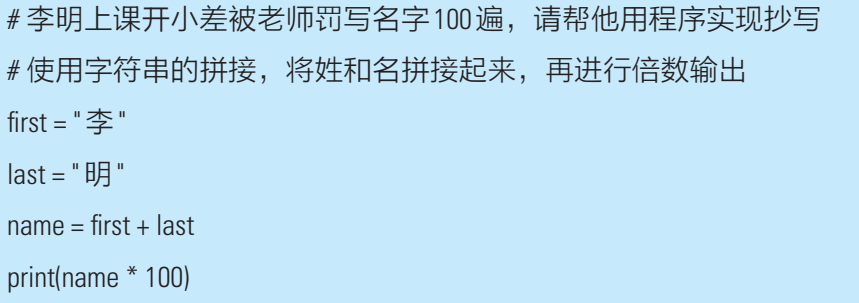 # 李明上课开小差被老师罚写名字100遍，请帮他用程序实现抄写
# 使用字符串的拼接，将姓和名拼接起来，再进行倍数输出
first = "李"
last = "明"
name = first + last
print(name * 100)